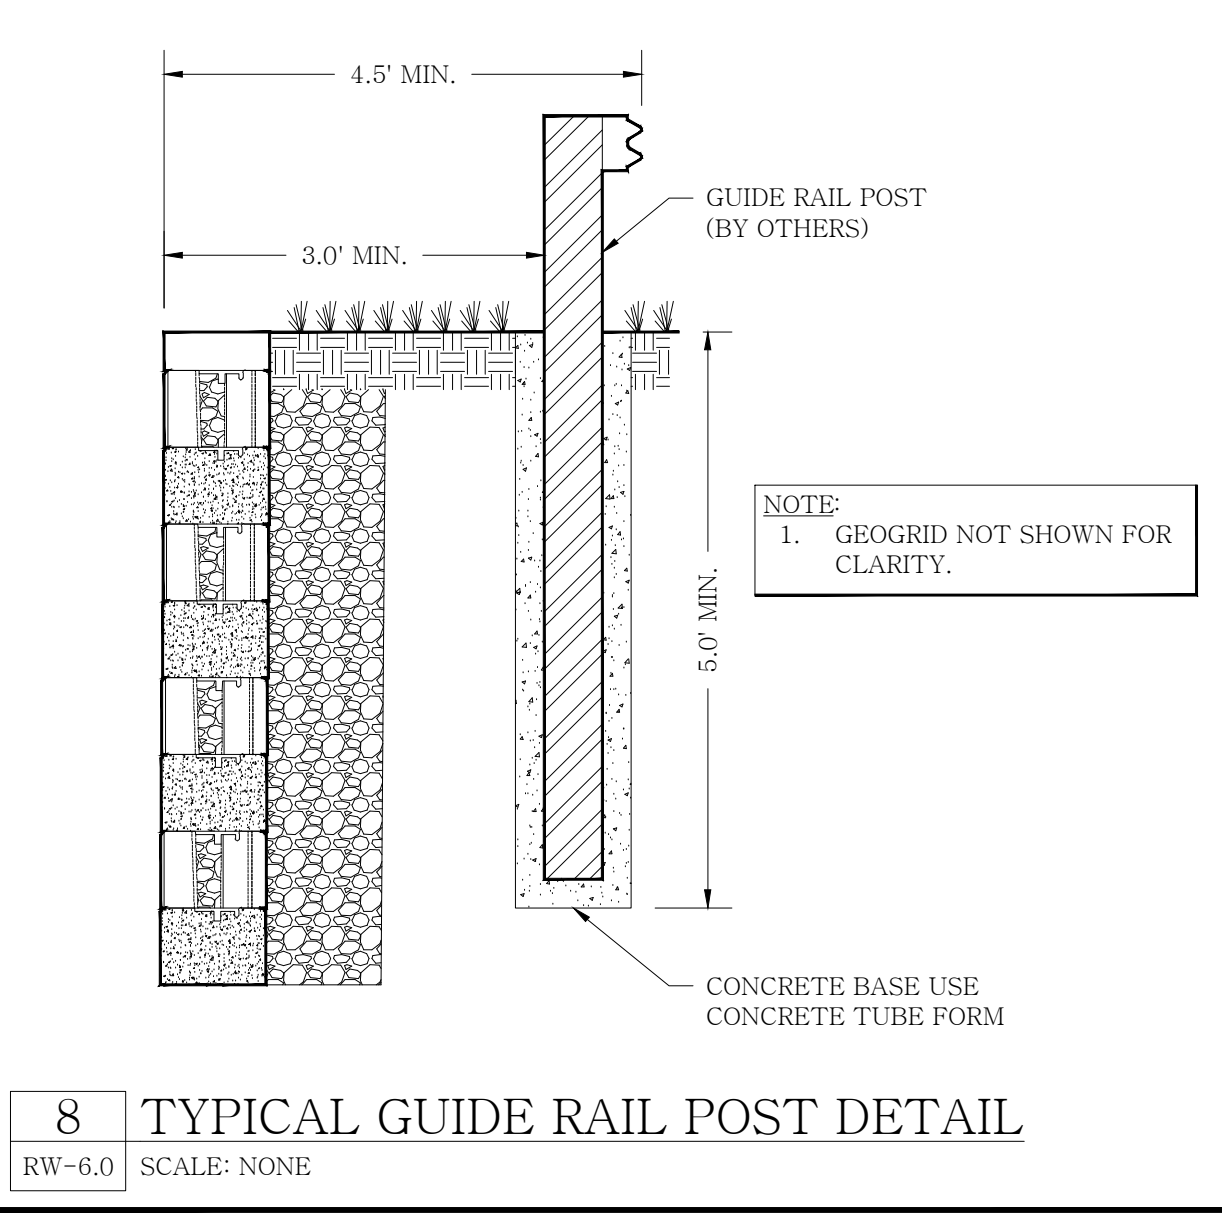 4.5' MIN.
GUIDE RAIL POST
(BY OTHERS)
3.0' MIN.
NOTE:
1. GEOGRID NOT SHOWN FOR
CLARITY.
5.0' MIN.
CONCRETE BASE USE
CONCRETE TUBE FORM
8 TYPICAL GUIDE RAIL POST DETAIL
RW-6.0 SCALE: NONE